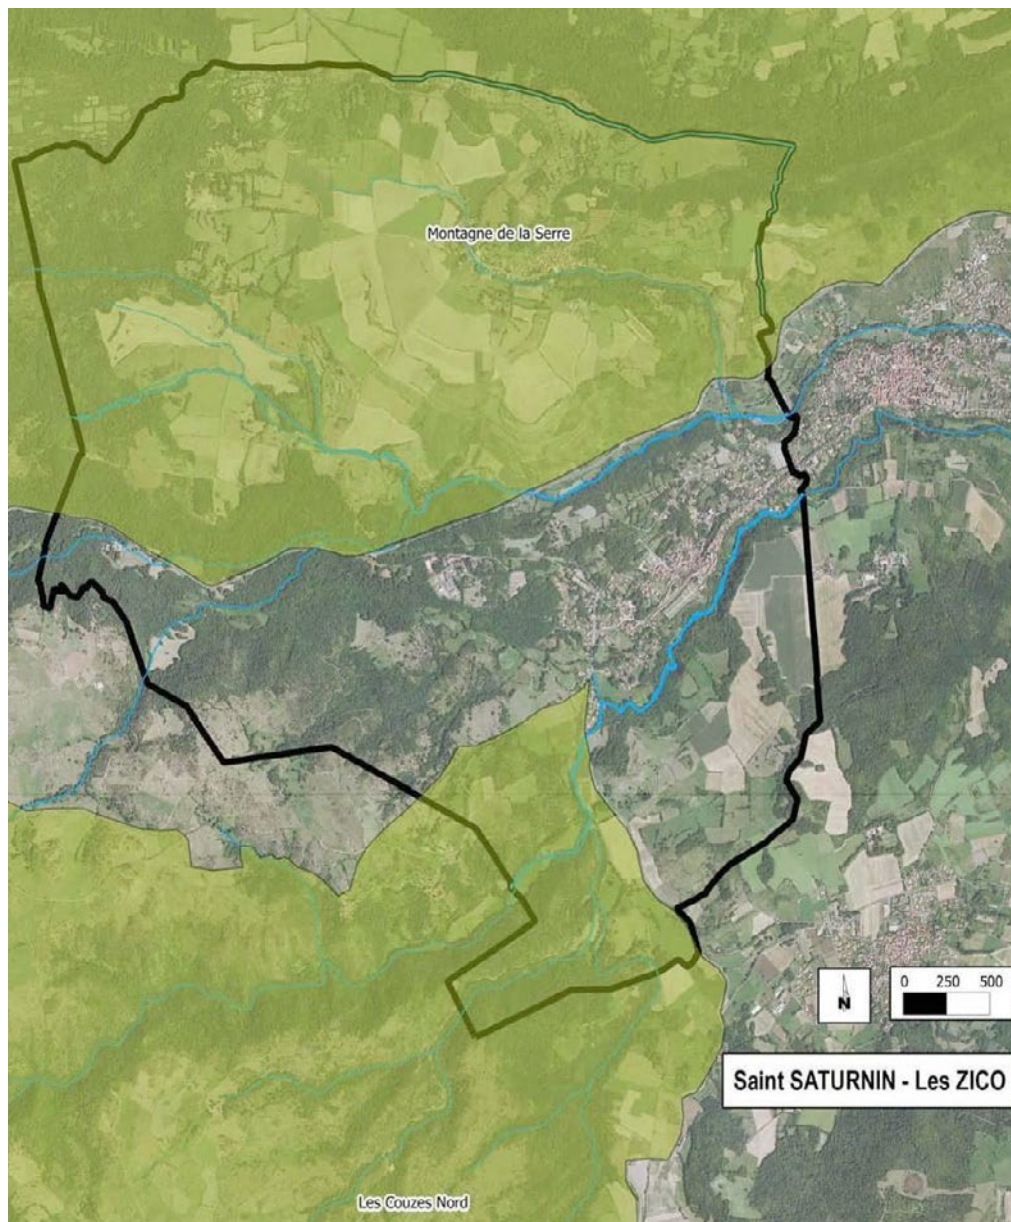 Montagne de la Serre
N
0 250 500
Saint SATURNIN - Les ZICO
Les Couzes Nord